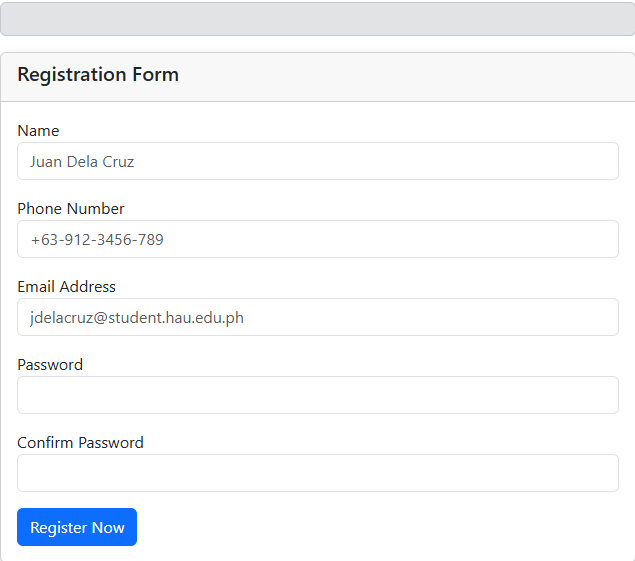 Registration Form
Name
Juan Dela Cruz
Phone Number
+63-912-3456-789
Email Address
jdelacruz@student.hau.edu.ph
Password
Confirm Password
Register Now